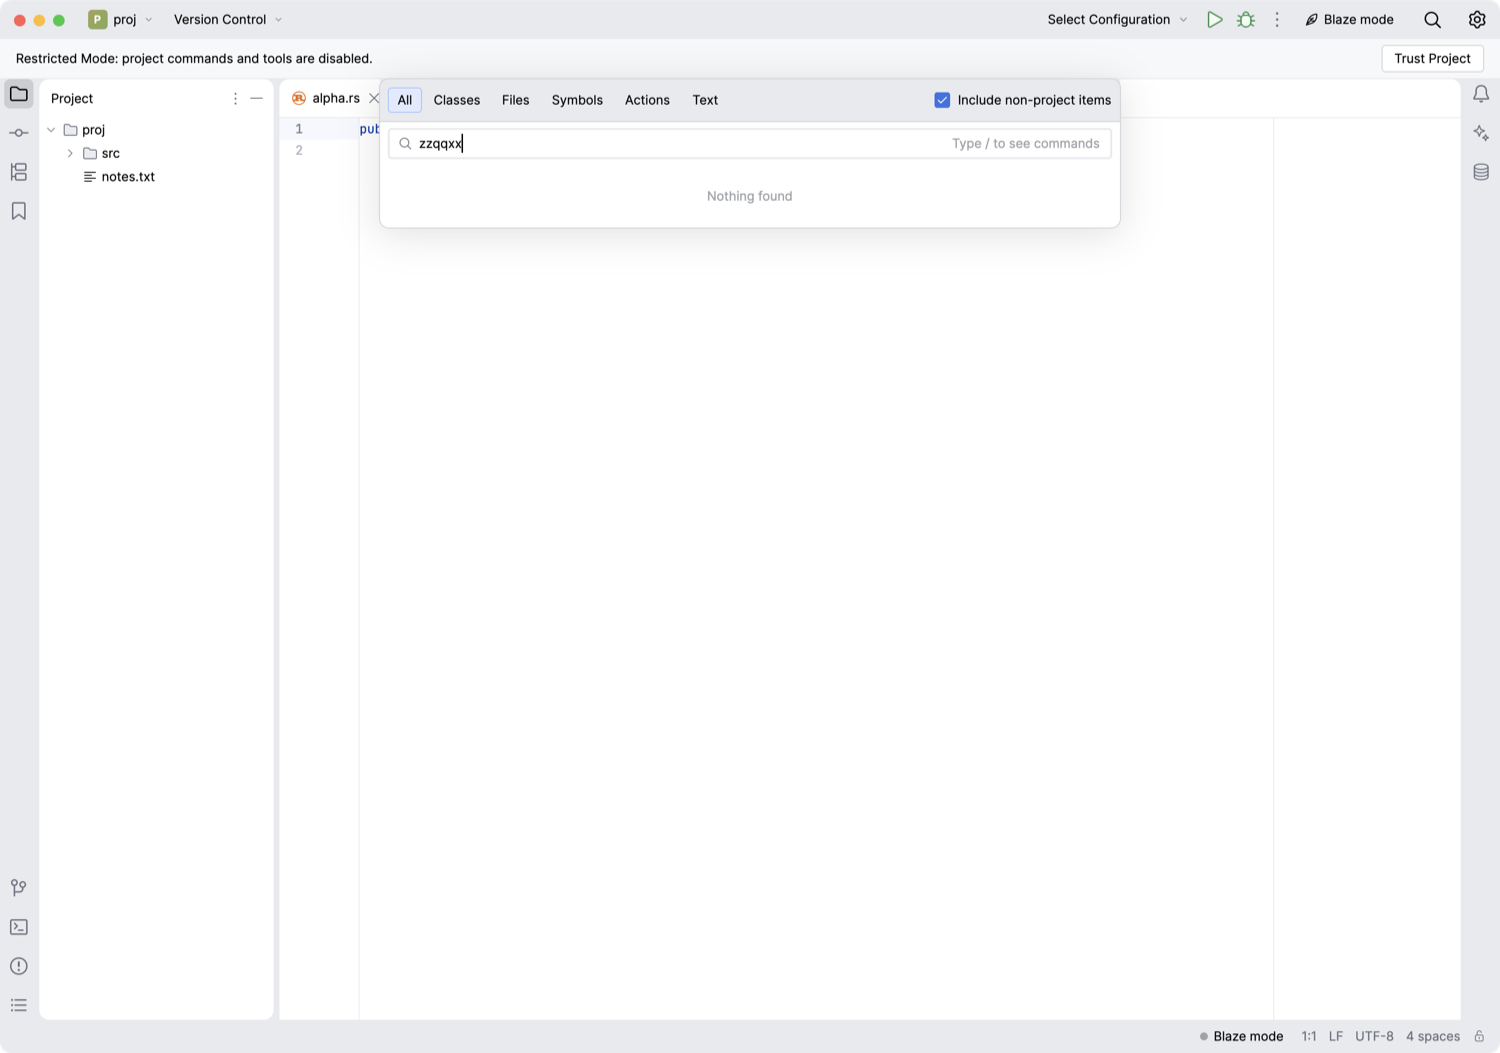 P proj Version Control Select Configuration Blaze mode
Restricted Mode: project commands and tools are disabled. Trust Project
Project
proj
src
notes.txt
alpha.rs
1 pub
2
All Classes Files Symbols Actions Text Include non-project items
zzqqxx Type / to see commands
Nothing found
Blaze mode 1:1 LF UTF-8 4 spaces